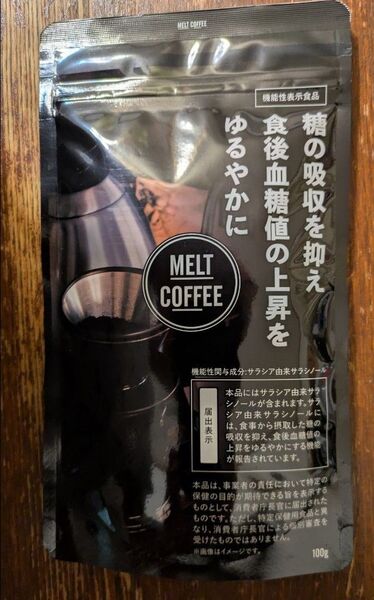 MELT COFFEE
機能性表示食品
糖の吸収を抑え
食後血糖値の上昇を
ゆるやかに
MELT
COFFEE
機能性関与成分:サラシア由来サラシノール
届出表示
本品にはサラシア由来サラ
シノールが含まれます。サラ
シア由来サラシノールに
は、食事から摂取した糖の
吸収を抑え、食後血糖値の
上昇をゆるやかにする機能
が報告されています。
本品は、事業者の責任において特定の
保健の目的が期待できる旨を表示する
ものとして、消費者庁長官に届出された
ものです。ただし、特定保健用食品と異
なり、消費者庁長官による個別審査を
受けたものではありません。
※画像はイメージです。
100g